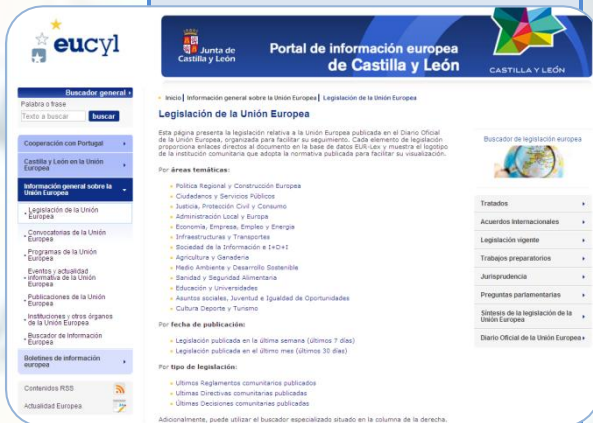 eucyl
Junta de
Castilla y León
Portal de información europea
de Castilla y León
CASTILLA Y LEÓN
Buscador general
Palabra o frase
Texto a buscar
buscar
Cooperación con Portugal
Castilla y León en la Unión
Europea
Información general sobre la
Unión Europea
Legislación de la Unión
Europea
Convocatorias de la Unión
Europea
Programas de la Unión
Europea
Eventos y actualidad
informativa de la Unión
Europea
Publicaciones de la Unión
Europea
Instituciones y otros órganos
de la Unión Europea
Buscador de Información
Europea
Boletines de información
europea
Contenidos RSS
Actualidad Europea
Inicio | Información general sobre la Unión Europea | Legislación de la Unión Europea
Legislación de la Unión Europea
Esta página presenta la legislación relativa a la Unión Europea publicada en el Diario Oficial
de la Unión Europea, organizada para facilitar su seguimiento. Cada elemento de legislación
proporciona enlaces directos al documento en la base de datos EUR-Lex y muestra el logotipo
de la institución comunitaria que adopta la normativa publicada para facilitar su visualización.
Por áreas temáticas:
Política Regional y Construcción Europea
Ciudadenos y Servicios Públicos
Justicia, Protección Civil y Consumo
Administración Local y Europa
Economía, Empresa, Empleo y Energía
Infraestructuras y Transportes
Sociedad de la Información e I+D+I
Agricultura y Ganadería
Medio Ambiente y Desarrollo Sostenible
Sanidad y Seguridad Alimentaria
Educación y Universidades
Asuntos sociales, Juventud e Igualdad de Oportunidades
Cultura Deporte y Turismo
Por fecha de publicación:
Legislación publicada en la última semana (últimos 7 días)
Legislación publicada en el último mes (últimos 30 días)
Por tipo de legislación:
Ultimos Reglamentos comunitarios publicados
Ultimas Directivas comunitarias publicadas
Últimas Decisiones comunitarias publicadas
Adicionalmente, puede utilizar el buscador especializado situado en la columna de la derecha.
Buscador de legislación europea
Tratados
Acuerdos Internacionales
Legislación vigente
Trabajos preparatorios
Jurisprudencia
Preguntas parlamentarias
Síntesis de la legislación de la
Unión Europea
Diario Oficial de la Unión Europea